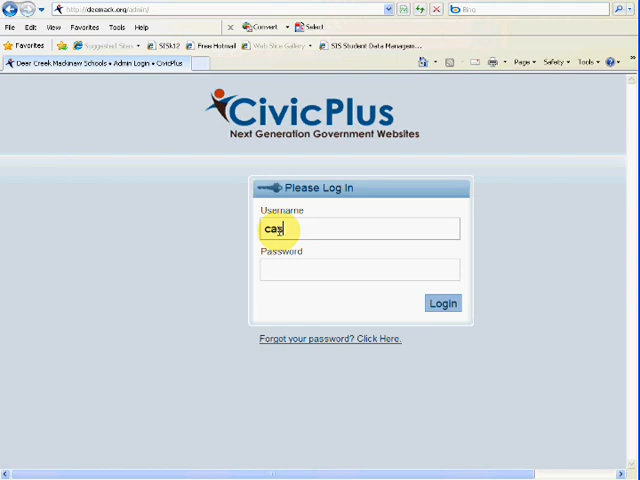 http://deemack.org/admin/
Bing
File Edit View Favorites Tools Help
Convert Select
Favorites Suggested Sites SISK12 Free Hotmail Web Slice Gallery SIS Student Data Managem...
Deer Creek Mackinaw Schools • Admin Login • CivicPlus
Page Safety Tools
CivicPlus
Next Generation Government Websites
Please Log In
Username
cas
Password
Login
Forgot your password? Click Here.